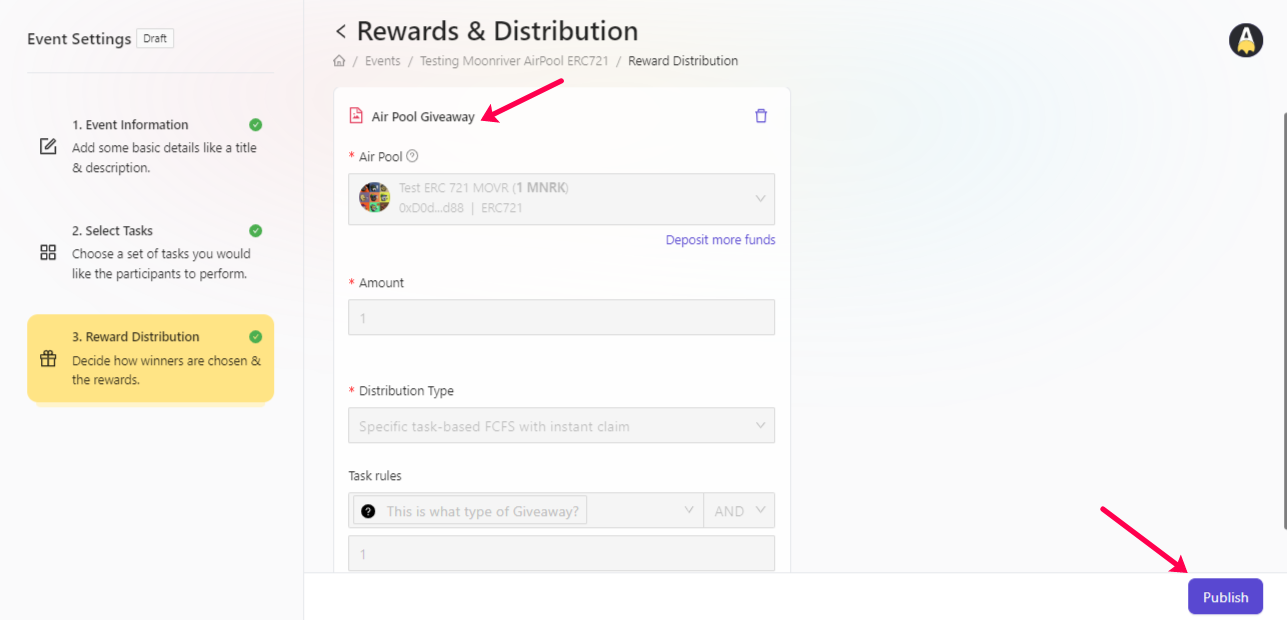 Event Settings Draft
1. Event Information
Add some basic details like a title
& description.
2. Select Tasks
Choose a set of tasks you would
like the participants to perform.
3. Reward Distribution
Decide how winners are chosen &
the rewards.
< Rewards & Distribution
/ Events / Testing Moonriver AirPool ERC721 / Reward Distribution
Air Pool Giveaway
* Air Pool ?
Test ERC 721 MOVR (1 MNRK)
0xD0d...d88 | ERC721
Deposit more funds
* Amount
1
* Distribution Type
Specific task-based FCFS with instant claim
Task rules
? This is what type of Giveaway? AND
1
Publish